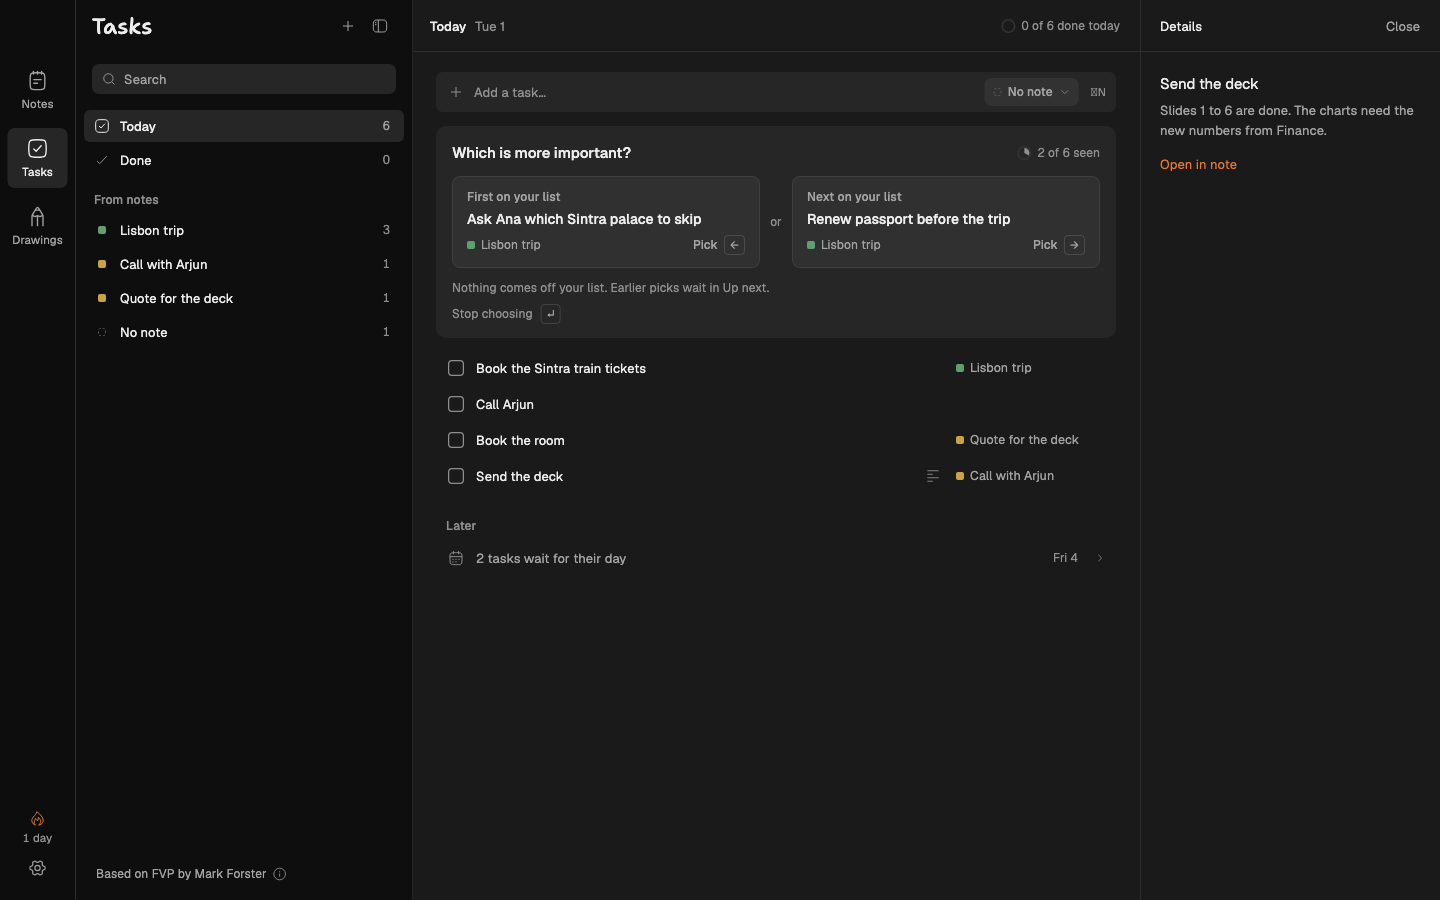 Notes
Tasks
Drawings
1 day
Tasks
Search
Today 6
Done 0
From notes
Lisbon trip 3
Call with Arjun 1
Quote for the deck 1
No note 1
Based on FVP by Mark Forster
Today Tue 1
0 of 6 done today
Add a task...
No note
N
Which is more important?
2 of 6 seen
First on your list
Ask Ana which Sintra palace to skip
Lisbon trip
Pick ←
or
Next on your list
Renew passport before the trip
Lisbon trip
Pick →
Nothing comes off your list. Earlier picks wait in Up next.
Stop choosing ↵
Book the Sintra train tickets Lisbon trip
Call Arjun
Book the room Quote for the deck
Send the deck Call with Arjun
Later
2 tasks wait for their day Fri 4
Details
Close
Send the deck
Slides 1 to 6 are done. The charts need the
new numbers from Finance.
Open in note